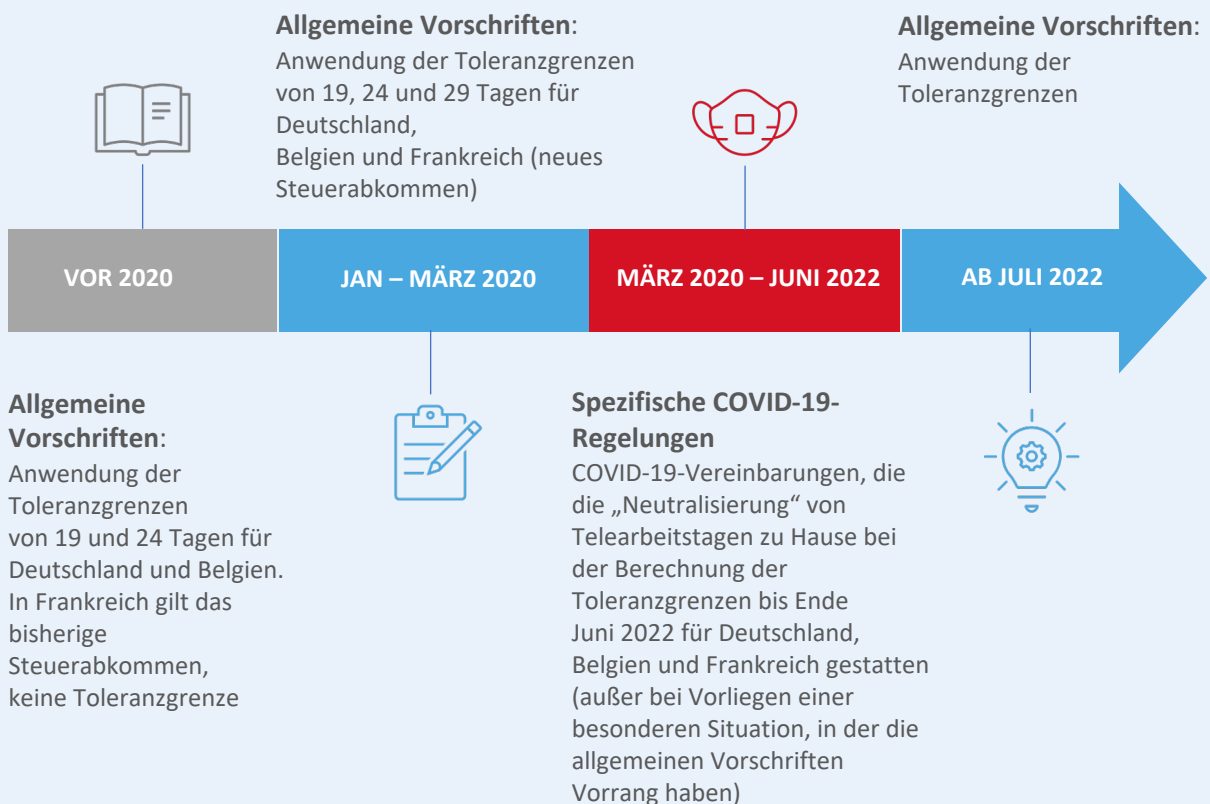 Allgemeine Vorschriften:
Anwendung der Toleranzgrenzen
von 19, 24 und 29 Tagen für
Deutschland,
Belgien und Frankreich (neues
Steuerabkommen)
Allgemeine Vorschriften:
Anwendung der
Toleranzgrenzen
VOR 2020
JAN – MÄRZ 2020
MÄRZ 2020 – JUNI 2022
AB JULI 2022
Allgemeine
Vorschriften:
Anwendung der
Toleranzgrenzen
von 19 und 24 Tagen für
Deutschland und Belgien.
In Frankreich gilt das
bisherige
Steuerabkommen,
keine Toleranzgrenze
Spezifische COVID-19-
Regelungen
COVID-19-Vereinbarungen, die
die „Neutralisierung“ von
Telearbeitstagen zu Hause bei
der Berechnung der
Toleranzgrenzen bis Ende
Juni 2022 für Deutschland,
Belgien und Frankreich gestatten
(außer bei Vorliegen einer
besonderen Situation, in der die
allgemeinen Vorschriften
Vorrang haben)